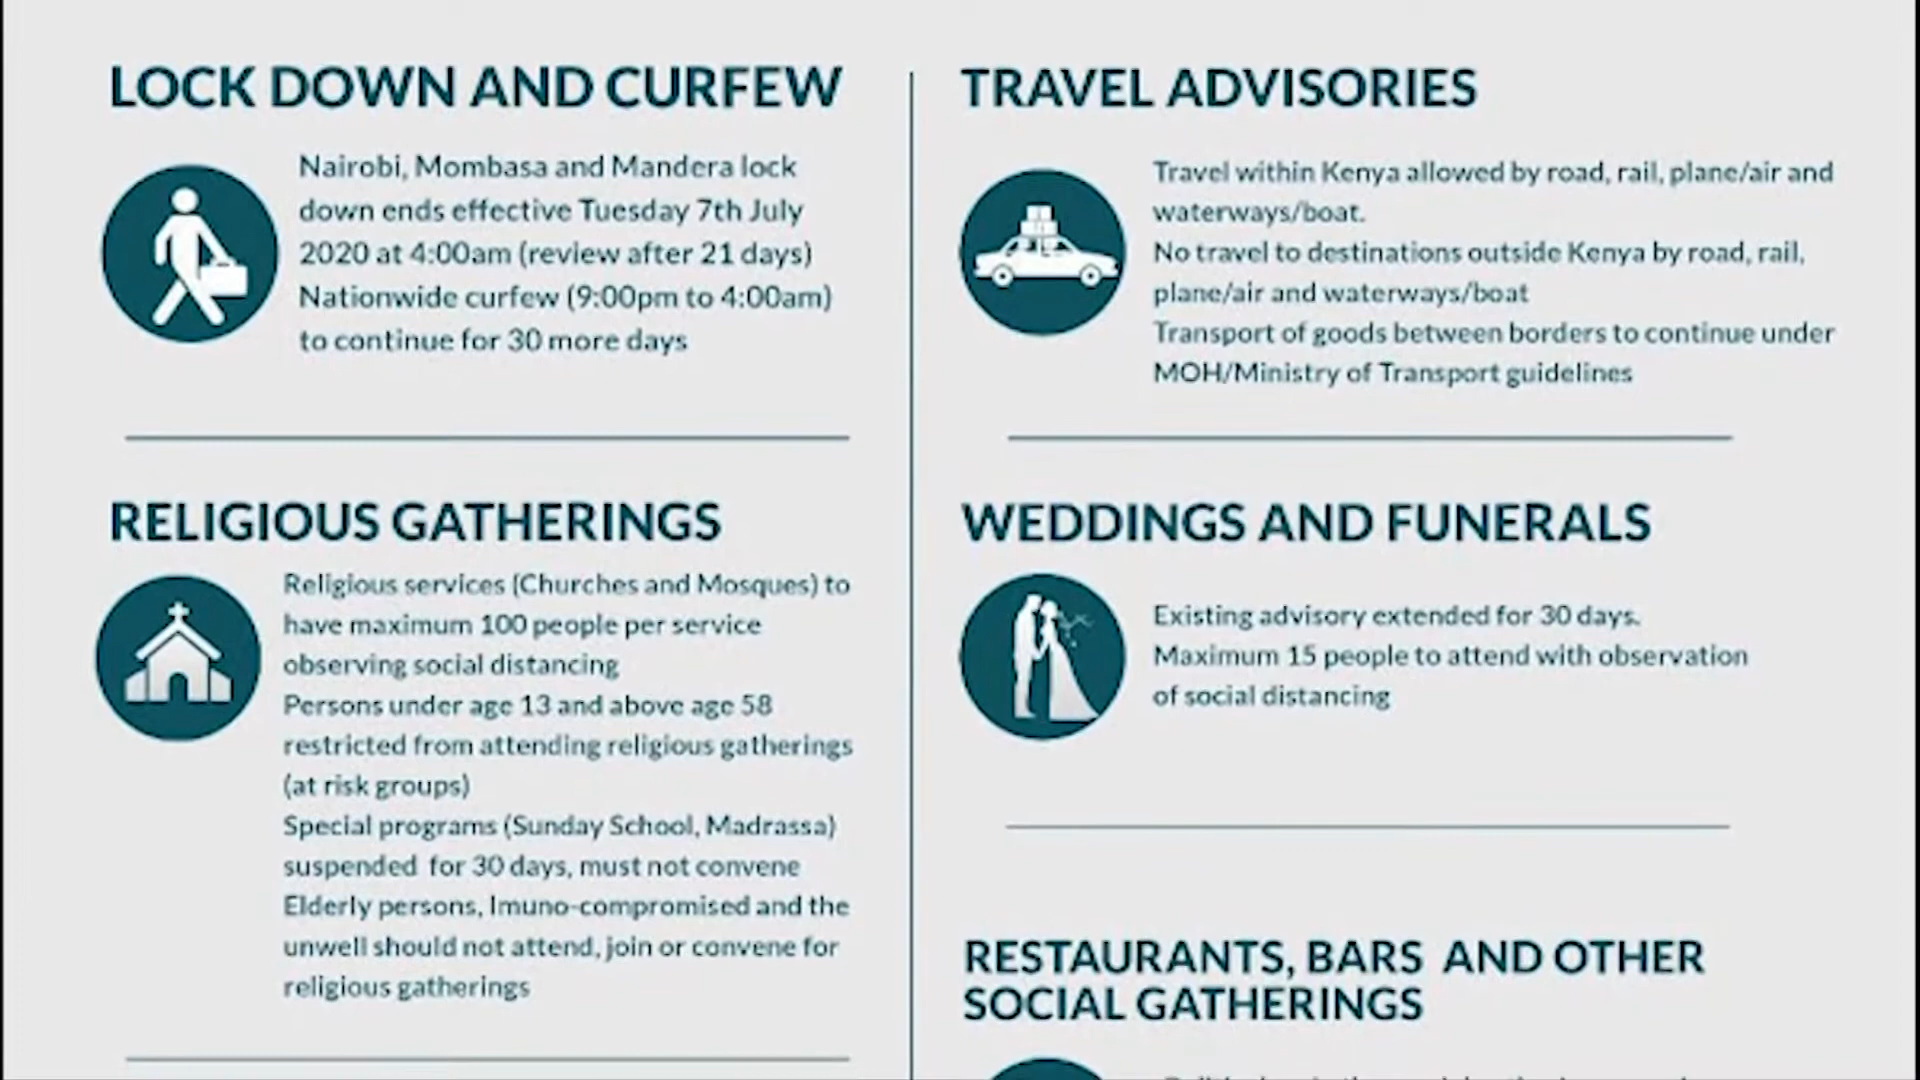 LOCK DOWN AND CURFEW
Nairobi, Mombasa and Mandera lock
down ends effective Tuesday 7th July
2020 at 4:00am (review after 21 days)
Nationwide curfew (9:00pm to 4:00am)
to continue for 30 more days
RELIGIOUS GATHERINGS
Religious services (Churches and Mosques) to
have maximum 100 people per service
observing social distancing
Persons under age 13 and above age 58
restricted from attending religious gatherings
(at risk groups)
Special programs (Sunday School, Madrassa)
suspended for 30 days, must not convene
Elderly persons, Imuno-compromised and the
unwell should not attend, join or convene for
religious gatherings
TRAVEL ADVISORIES
Travel within Kenya allowed by road, rail, plane/air and
waterways/boat.
No travel to destinations outside Kenya by road, rail,
plane/air and waterways/boat
Transport of goods between borders to continue under
MOH/Ministry of Transport guidelines
WEDDINGS AND FUNERALS
Existing advisory extended for 30 days.
Maximum 15 people to attend with observation
of social distancing
RESTAURANTS, BARS AND OTHER
SOCIAL GATHERINGS